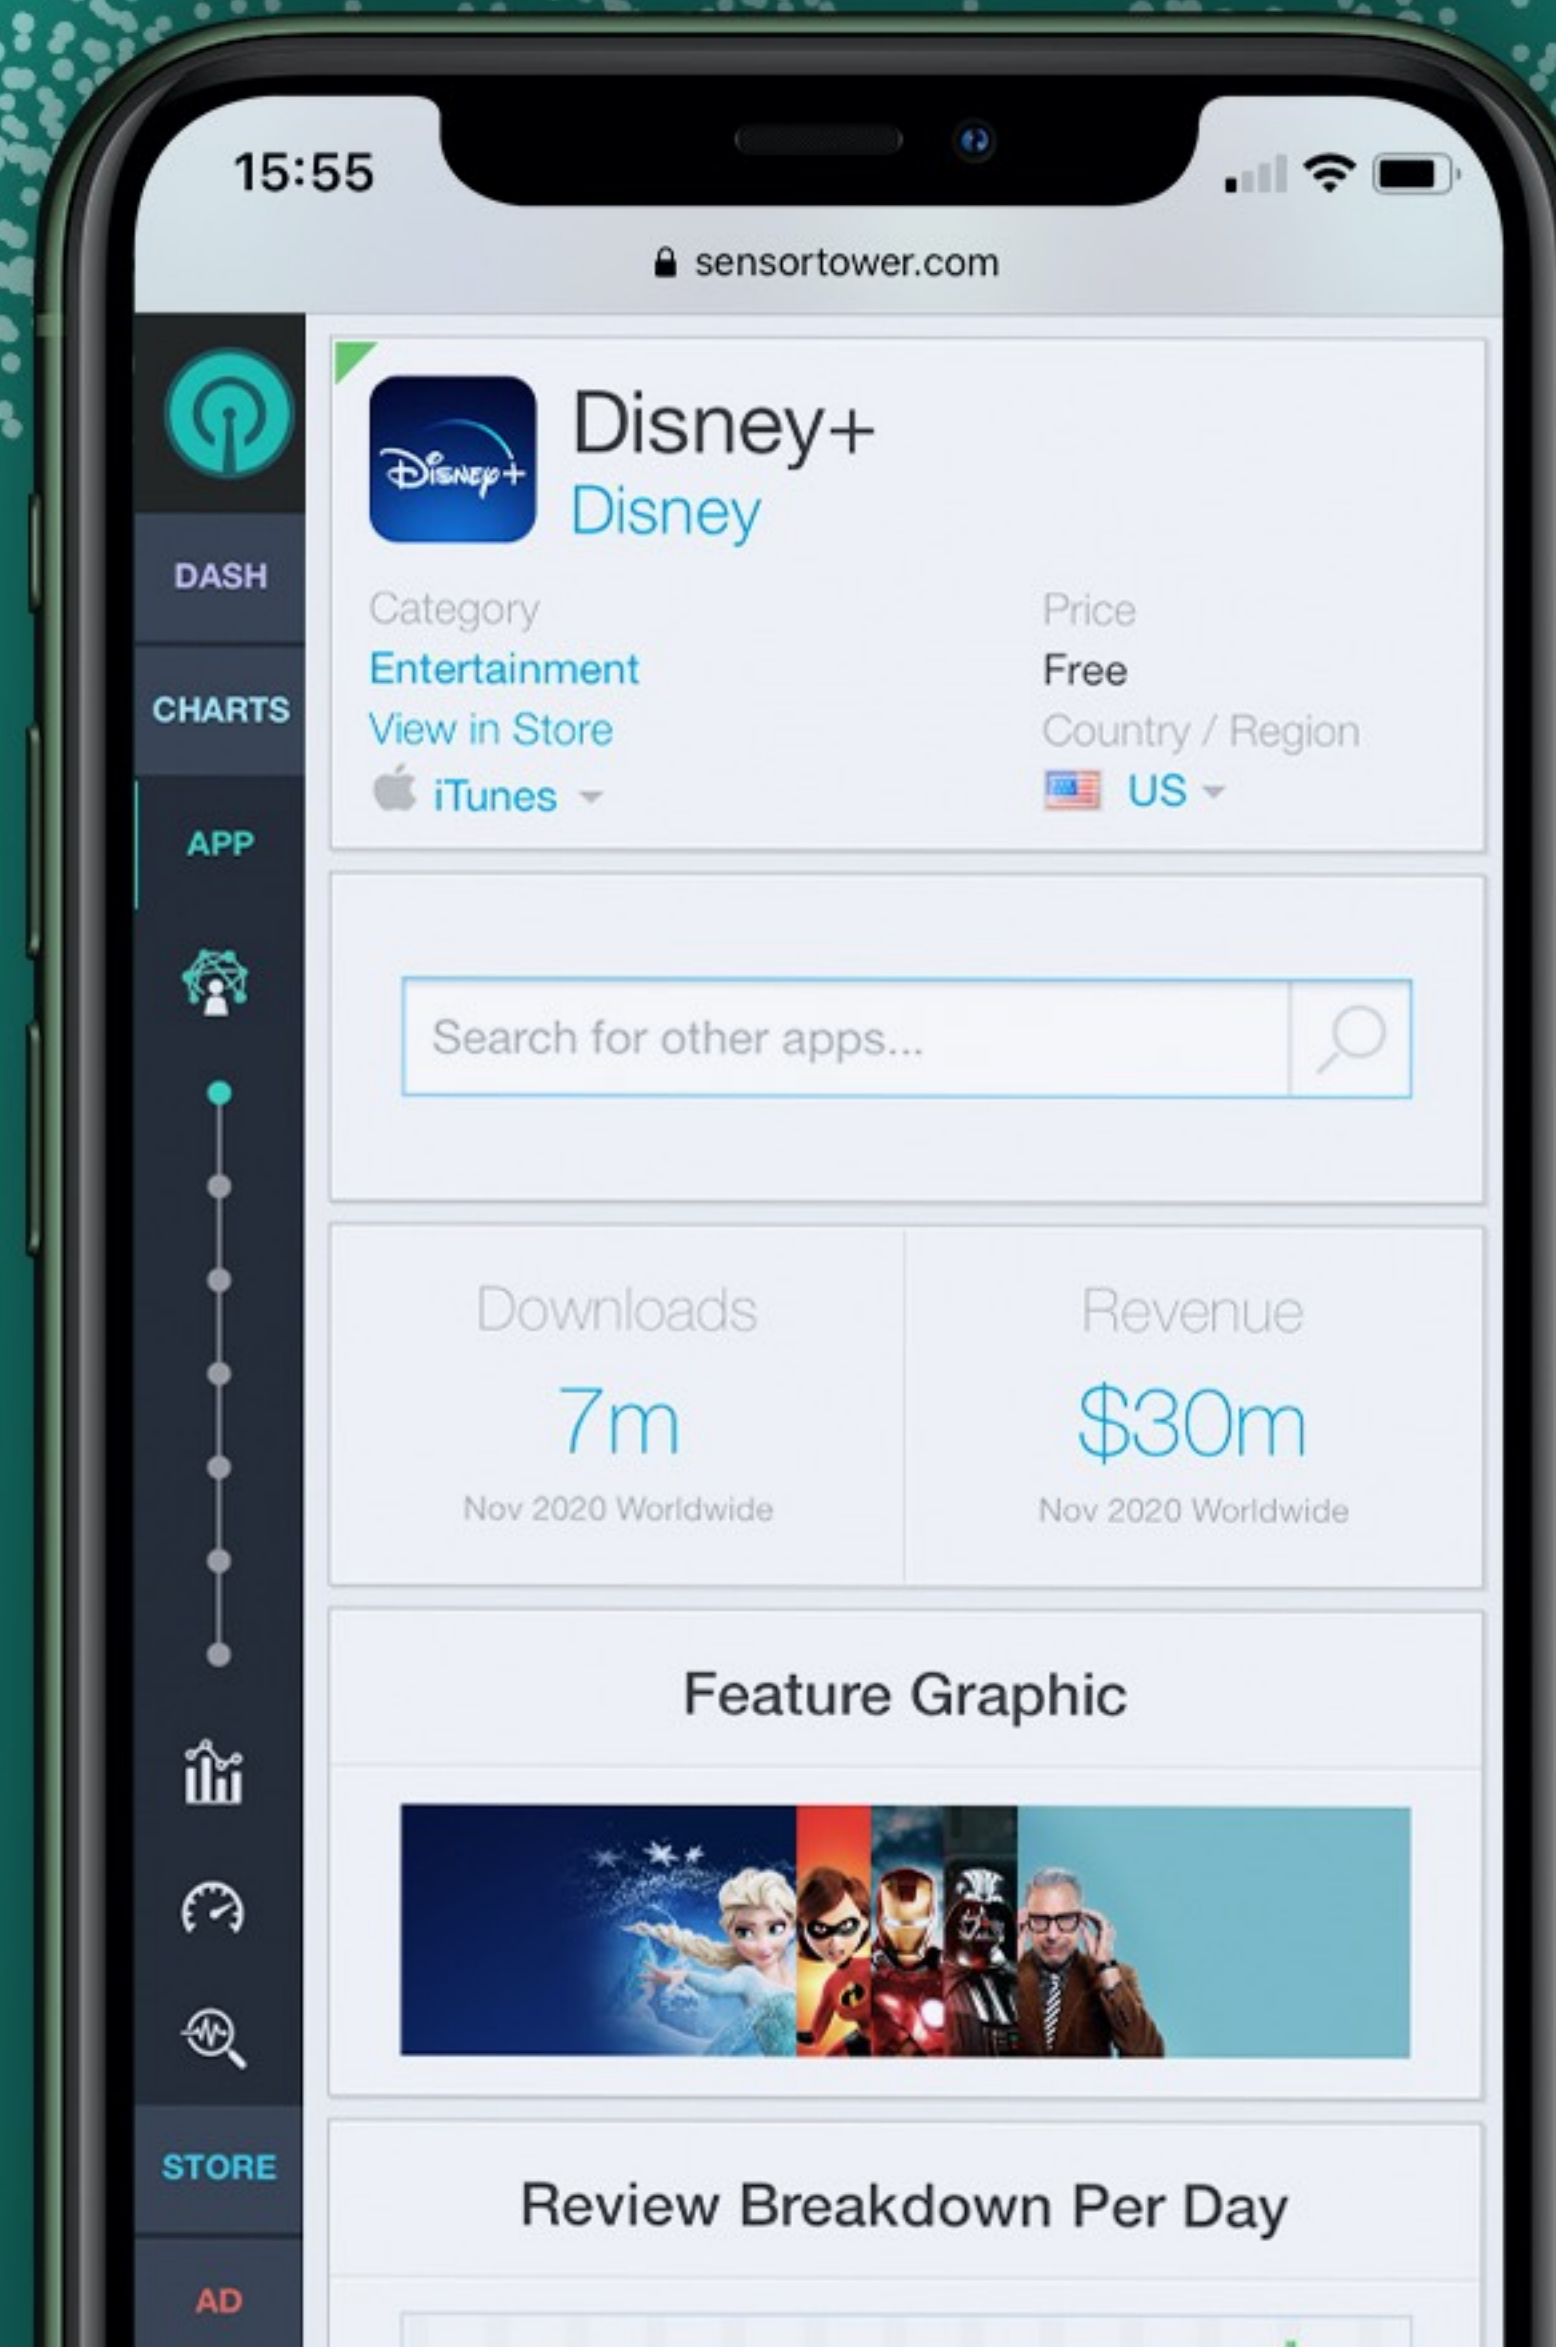 15:55
sensortower.com
DASH
CHARTS
APP
STORE
AD
Disney+
Disney+
Disney
Category
Entertainment
View in Store
iTunes
Price
Free
Country / Region
US
Search for other apps...
Downloads
7m
Nov 2020 Worldwide
Revenue
$30m
Nov 2020 Worldwide
Feature Graphic
Review Breakdown Per Day